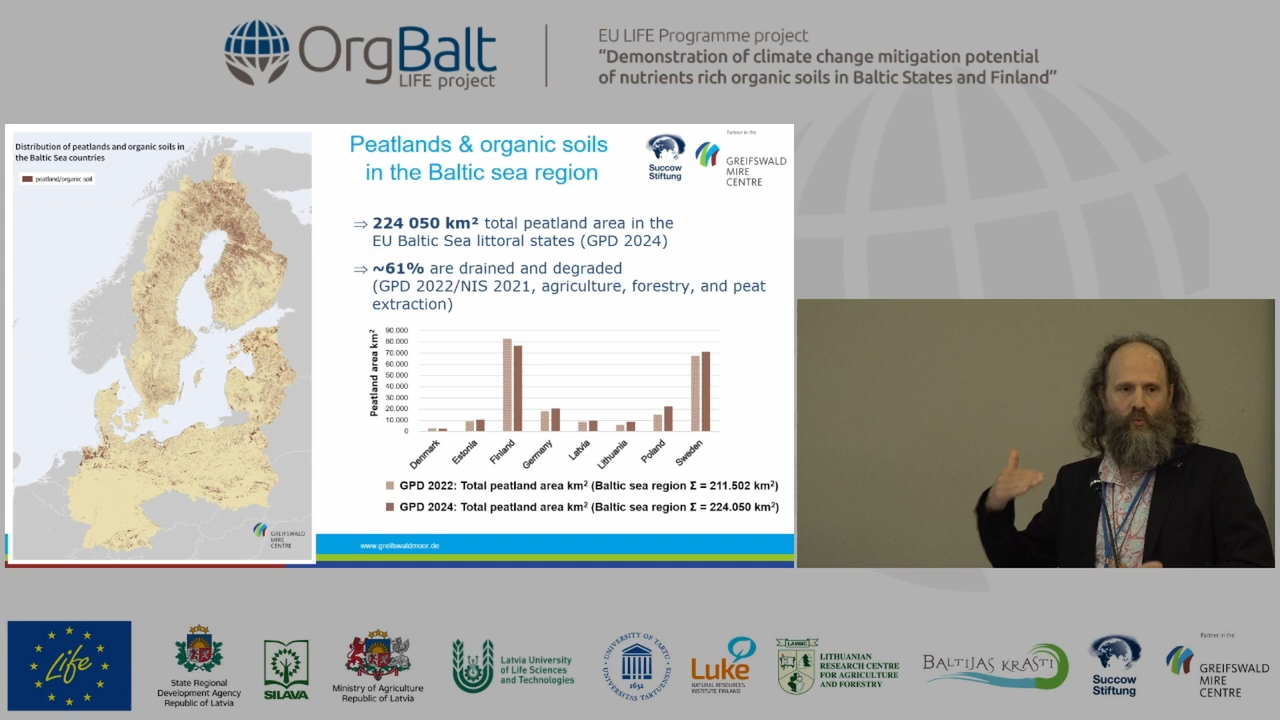 OrgBalt
LIFE project
EU LIFE Programme project
“Demonstration of climate change mitigation potential
of nutrients rich organic soils in Baltic States and Finland”
Distribution of peatlands and organic soils in
the Baltic Sea countries
peatland/organic soil
GREIFSWALD
MIRE
CENTRE
Peatlands & organic soils
in the Baltic sea region
Succow
Stiftung
Partner in the
GREIFSWALD
MIRE
CENTRE
⇒ 224 050 km² total peatland area in the
EU Baltic Sea littoral states (GPD 2024)
⇒ ~61% are drained and degraded
(GPD 2022/NIS 2021, agriculture, forestry, and peat
extraction)
Peatland area km²
90.000
80.000
70.000
60.000
50.000
40.000
30.000
20.000
10.000
0
Denmark
Estonia
Finland
Germany
Latvia
Lithuania
Poland
Sweden
GPD 2022: Total peatland area km² (Baltic sea region Σ = 211.502 km²)
GPD 2024: Total peatland area km² (Baltic sea region Σ = 224.050 km²)
www.greifswaldmoor.de
Life
State Regional
Development Agency
Republic of Latvia
SILAVA
Ministry of Agriculture
Republic of Latvia
Latvia University
of Life Sciences
and Technologies
UNIVERSITY OF TARTU
UNIVERSITAS TARTUENSIS
1632
Luke
NATURAL RESOURCES
INSTITUTE FINLAND
LAMMC
LITHUANIAN
RESEARCH CENTRE
FOR AGRICULTURE
AND FORESTRY
BALTIJAS KRASTI
Succow
Stiftung
Partner in the
GREIFSWALD
MIRE
CENTRE